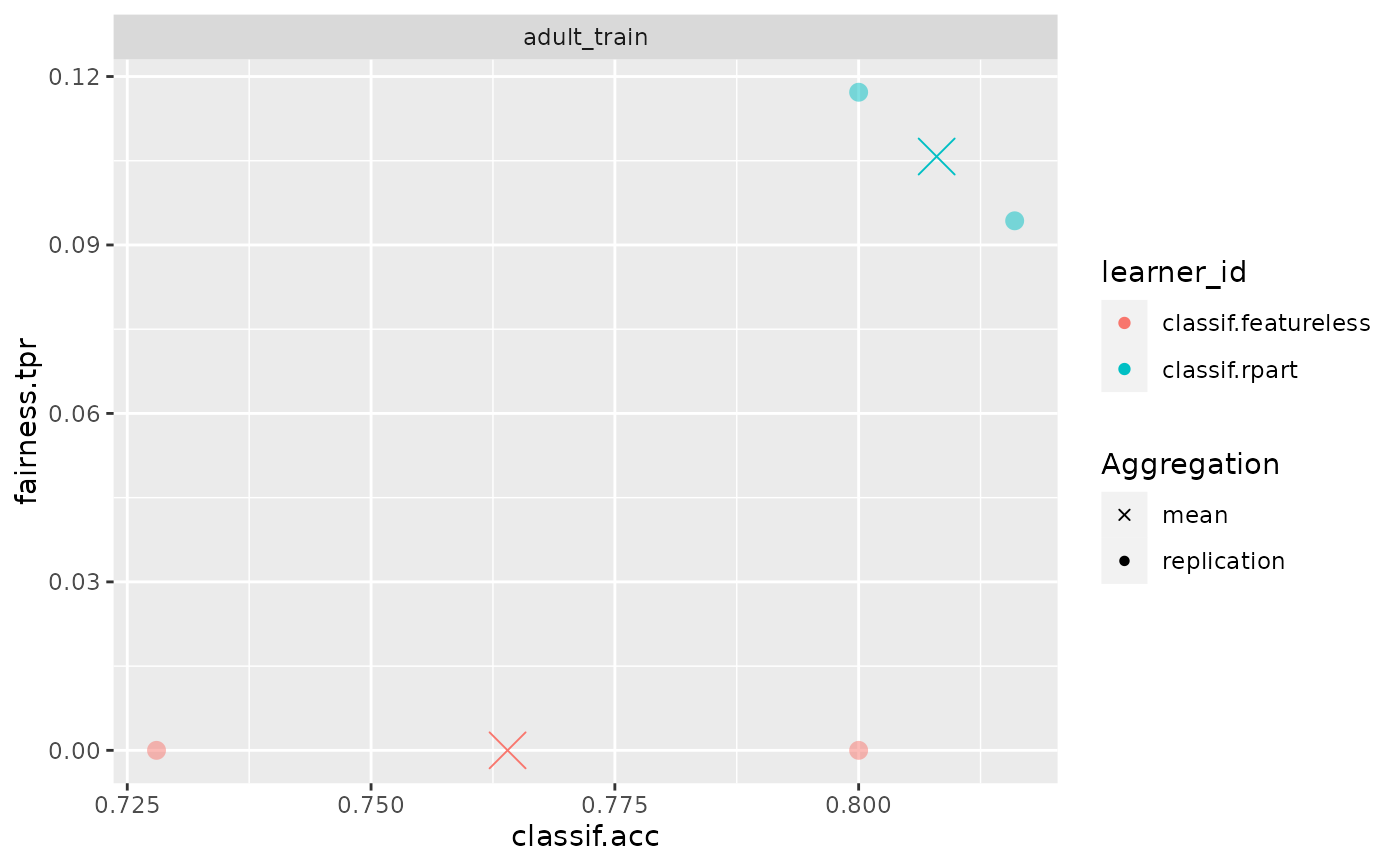 adult_train
0.12
0.09
0.06
0.03
0.00
fairness.tpr
0.725 0.750 0.775 0.800
classif.acc
learner_id
classif.featureless
classif.rpart
Aggregation
mean
replication